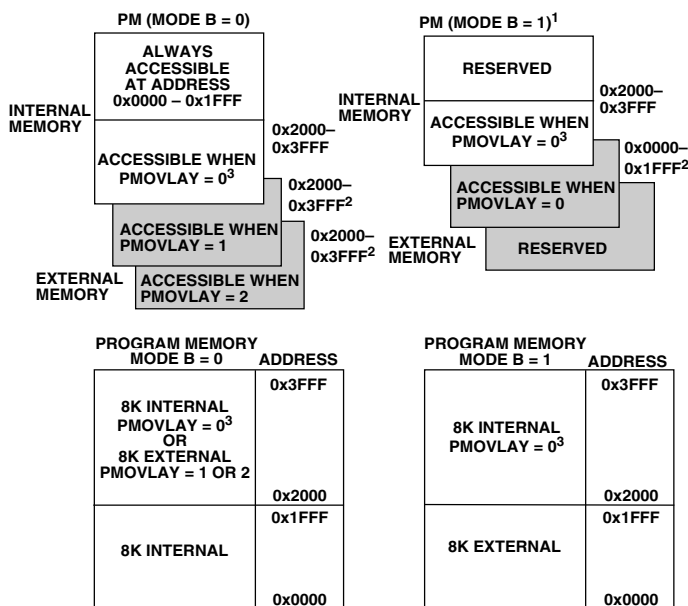 PM (MODE B = 0)
ALWAYS
ACCESSIBLE
AT ADDRESS
0x0000 – 0x1FFF
INTERNAL
MEMORY
0x2000–
0x3FFF
ACCESSIBLE WHEN
PMOVLAY = 0³
0x2000–
0x3FFF²
ACCESSIBLE WHEN
PMOVLAY = 1
0x2000–
0x3FFF²
EXTERNAL
MEMORY
ACCESSIBLE WHEN
PMOVLAY = 2
PM (MODE B = 1)¹
RESERVED
INTERNAL
MEMORY
0x2000–
0x3FFF
ACCESSIBLE WHEN
PMOVLAY = 0³
0x0000–
0x1FFF²
ACCESSIBLE WHEN
PMOVLAY = 0
EXTERNAL
MEMORY
RESERVED
PROGRAM MEMORY
MODE B = 0
ADDRESS
8K INTERNAL
PMOVLAY = 0³
OR
8K EXTERNAL
PMOVLAY = 1 OR 2
0x3FFF
0x2000
8K INTERNAL
0x1FFF
0x0000
PROGRAM MEMORY
MODE B = 1
ADDRESS
8K INTERNAL
PMOVLAY = 0³
0x3FFF
0x2000
8K EXTERNAL
0x1FFF
0x0000